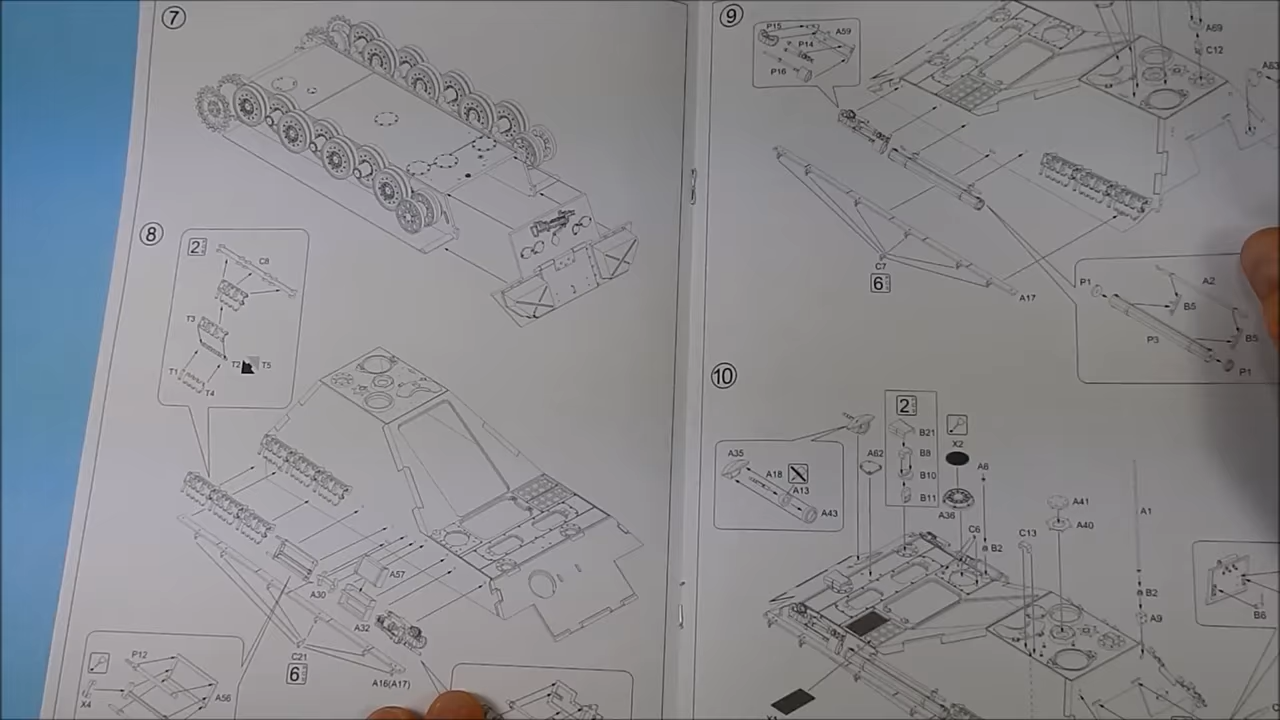 7
8
2
C8
T3
T2
T5
T1
T4
A57
A30
A32
C21
6
A16(A17)
P12
X4
A56
9
P15
A59
P14
P16
A69
C12
C7
6
A17
P1
A2
B5
P3
B5
P1
10
2
B21
X2
A35
A62
B8
A18
A13
B10
A6
B11
A43
A36
A41
C6
C13
A40
A1
B2
B2
A9
B6